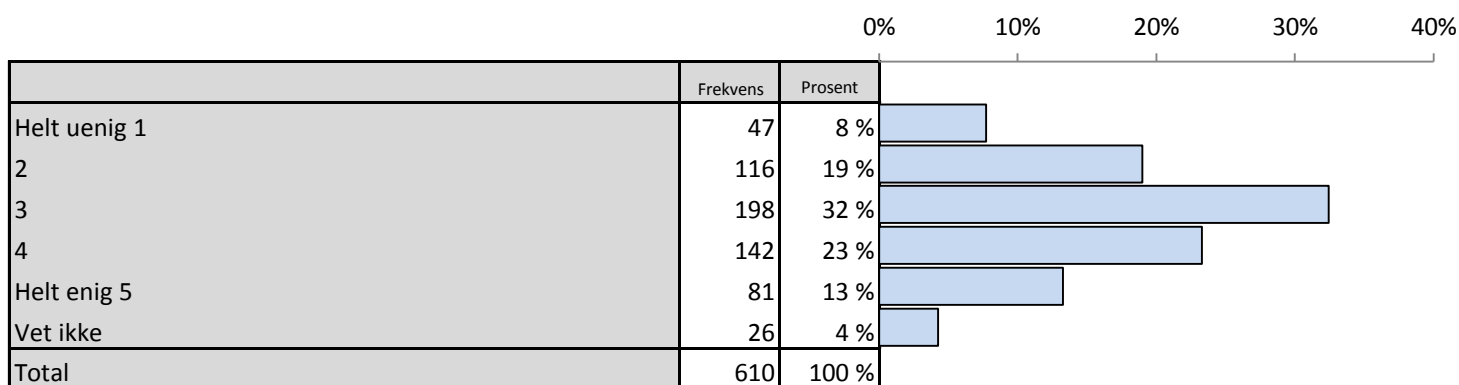 0% 10% 20% 30% 40%
Frekvens Prosent
Helt uenig 1 47 8 %
2 116 19 %
3 198 32 %
4 142 23 %
Helt enig 5 81 13 %
Vet ikke 26 4 %
Total 610 100 %